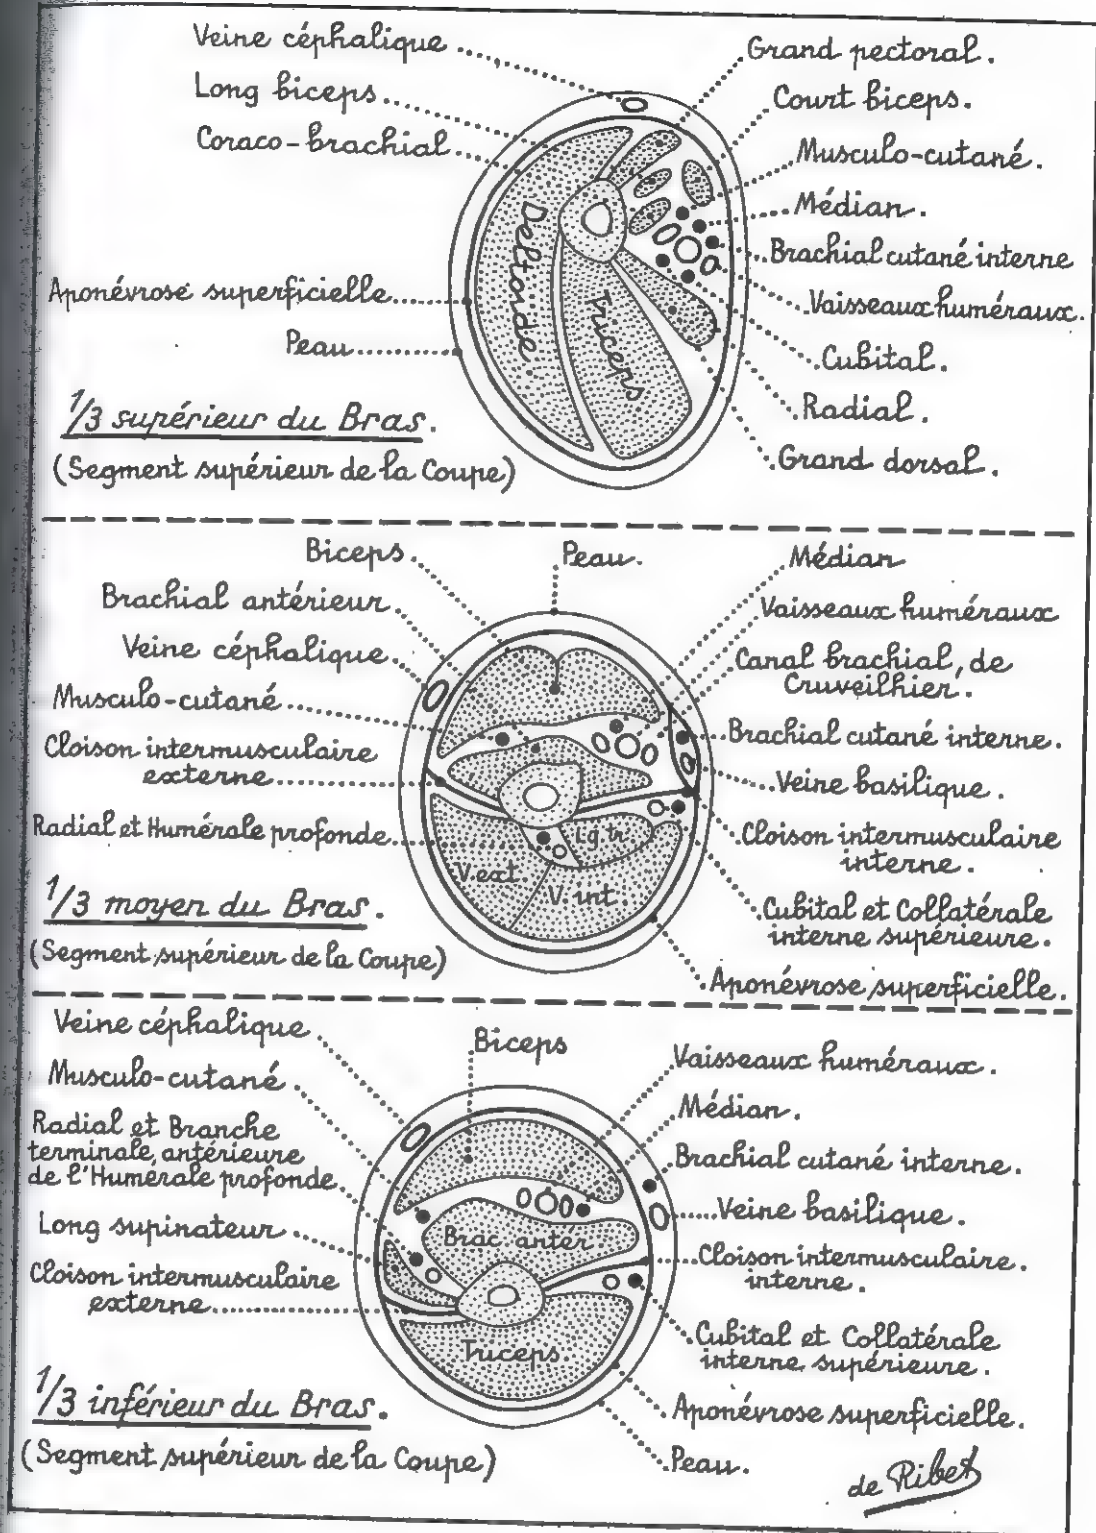 Veine céphalique
Long biceps
Coraco-brachial
Aponévrose superficielle
Peau
1/3 supérieur du Bras.
(Segment supérieur de la Coupe)
Grand pectoral.
Court biceps.
Musculo-cutané.
Médian.
Brachial cutané interne
Vaisseaux huméraux.
Cubital.
Radial.
Grand dorsal.
Deltoïde.
Triceps
Biceps.
Peau.
Médian
Brachial antérieur
Veine céphalique
Musculo-cutané
Cloison intermusculaire
externe
Radial et Humérale profonde
1/3 moyen du Bras.
(Segment supérieur de la Coupe)
Vaisseaux huméraux
Canal brachial, de
Cruveilhier.
Brachial cutané interne.
Veine basilique.
Cloison intermusculaire
interne.
Cubital et Collatérale
interne supérieure.
Aponévrose superficielle.
Lg. tr.
V. ext.
V. int.
Veine céphalique
Musculo-cutané.
Radial et Branche
terminale antérieure
de l'Humérale profonde
Long supinateur
Cloison intermusculaire
externe
1/3 inférieur du Bras.
(Segment supérieur de la Coupe)
Biceps
Vaisseaux huméraux.
Médian.
Brachial cutané interne.
Veine basilique.
Cloison intermusculaire.
interne.
Cubital et Collatérale
interne supérieure.
Aponévrose superficielle.
Peau.
Brac. anter
Triceps.
de Ribet